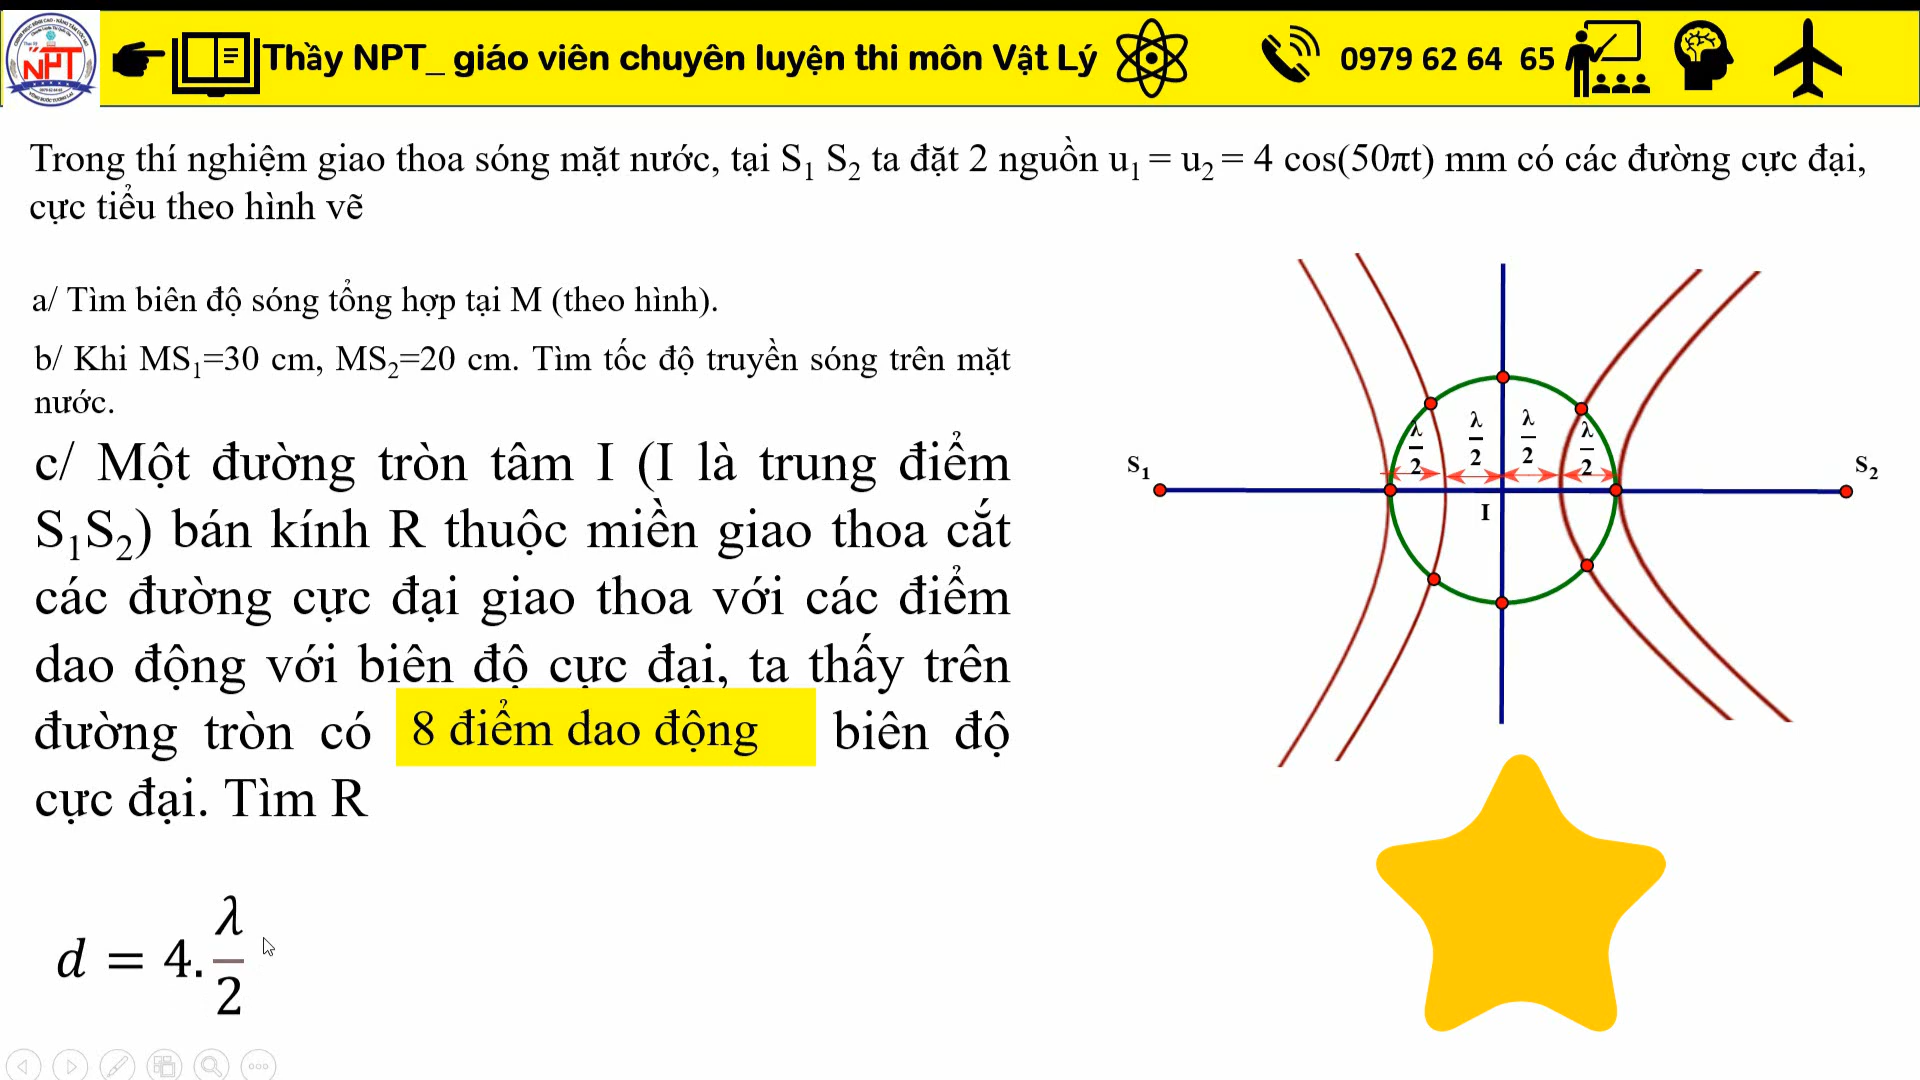 NPT
Thầy NPT_ giáo viên chuyên luyện thi môn Vật Lý
0979 62 64 65
Trong thí nghiệm giao thoa sóng mặt nước, tại S₁ S₂ ta đặt 2 nguồn u₁ = u₂ = 4 cos(50πt) mm có các đường cực đại,
cực tiểu theo hình vẽ
a/ Tìm biên độ sóng tổng hợp tại M (theo hình).
b/ Khi MS₁=30 cm, MS₂=20 cm. Tìm tốc độ truyền sóng trên mặt
nước.
c/ Một đường tròn tâm I (I là trung điểm
S₁S₂) bán kính R thuộc miền giao thoa cắt
các đường cực đại giao thoa với các điểm
dao động với biên độ cực đại, ta thấy trên
đường tròn có 8 điểm dao động biên độ
cực đại. Tìm R
d = 4.λ/2
S₁
λ/2
λ/2
λ/2
λ/2
S₂
I